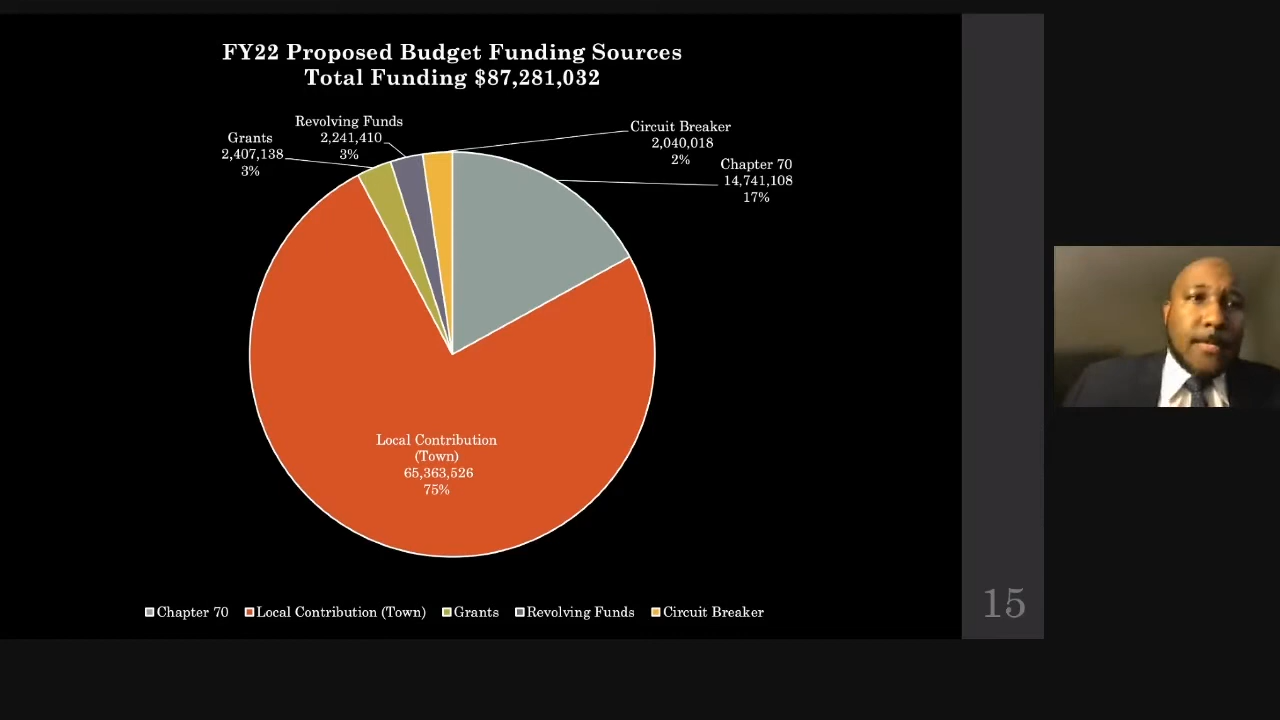 FY22 Proposed Budget Funding Sources
Total Funding $87,281,032
Revolving Funds
2,241,410
3%
Grants
2,407,138
3%
Circuit Breaker
2,040,018
2%
Chapter 70
14,741,108
17%
Local Contribution
(Town)
65,363,526
75%
Chapter 70
Local Contribution (Town)
Grants
Revolving Funds
Circuit Breaker
15